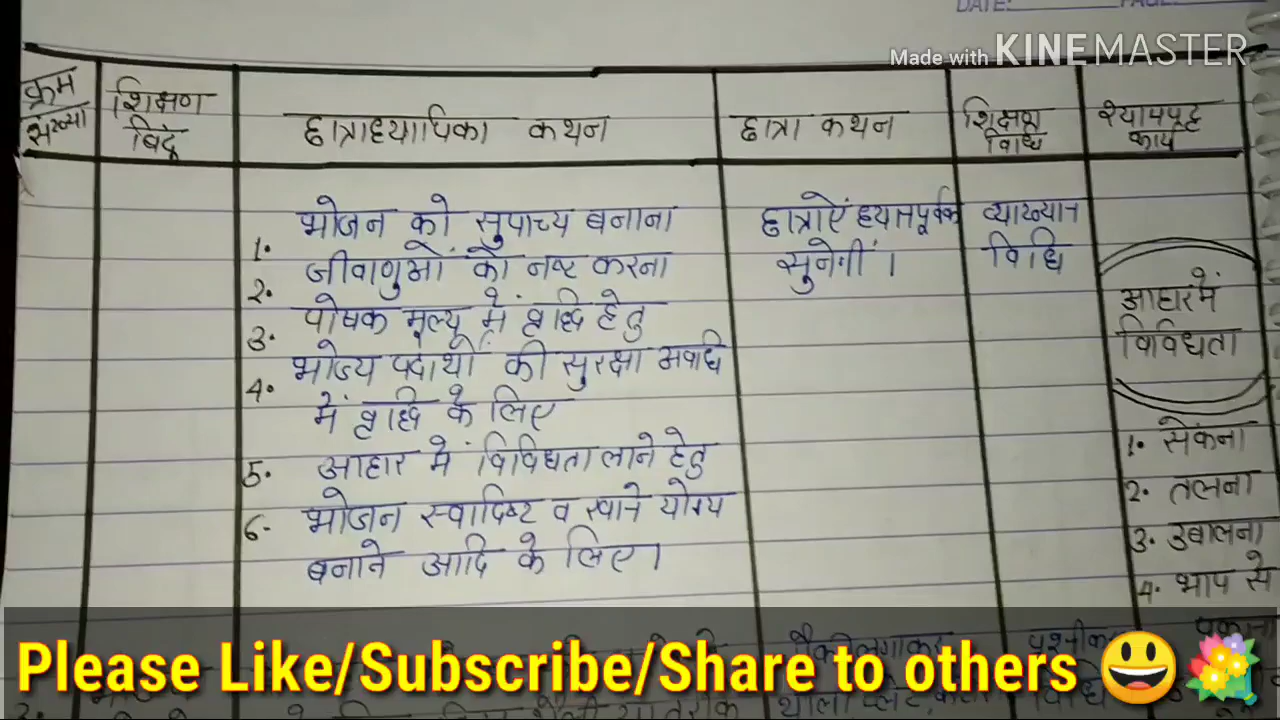 DATE: PAGE:
Made with KINEMASTER
क्रम संख्या
शिक्षण बिंदु
छात्राध्यापिका कथन
छात्रा कथन
शिक्षण विधि
श्यामपट्ट कार्य
1. भोजन को सुपाच्य बनाना
2. जीवाणुओं को नष्ट करना
3. पोषक मूल्य में वृद्धि हेतु
4. भोज्य पदार्थों की सुरक्षा अवधि
में वृद्धि के लिए
5. आहार में विविधता लाने हेतु
6. भोजन स्वादिष्ट व खाने योग्य
बनाने आदि के लिए।
छात्राऐं ध्यानपूर्वक
सुनेगीं।
व्याख्यान
विधि
आहार में
विविधता
1. सेंकना
2. तलना
3. उबालना
4. भाप से
पकाना
Please Like/Subscribe/Share to others